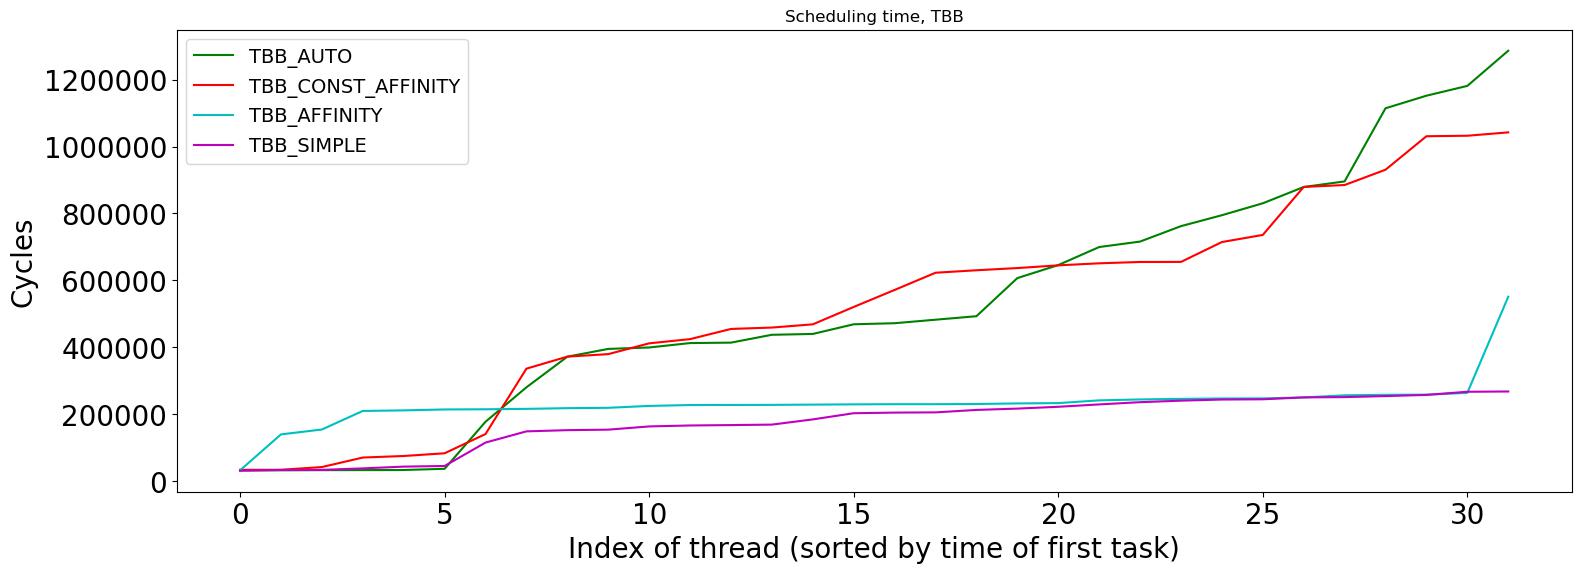 Scheduling time, TBB
TBB_AUTO
TBB_CONST_AFFINITY
TBB_AFFINITY
TBB_SIMPLE
Cycles
1200000
1000000
800000
600000
400000
200000
0
0 5 10 15 20 25 30
Index of thread (sorted by time of first task)